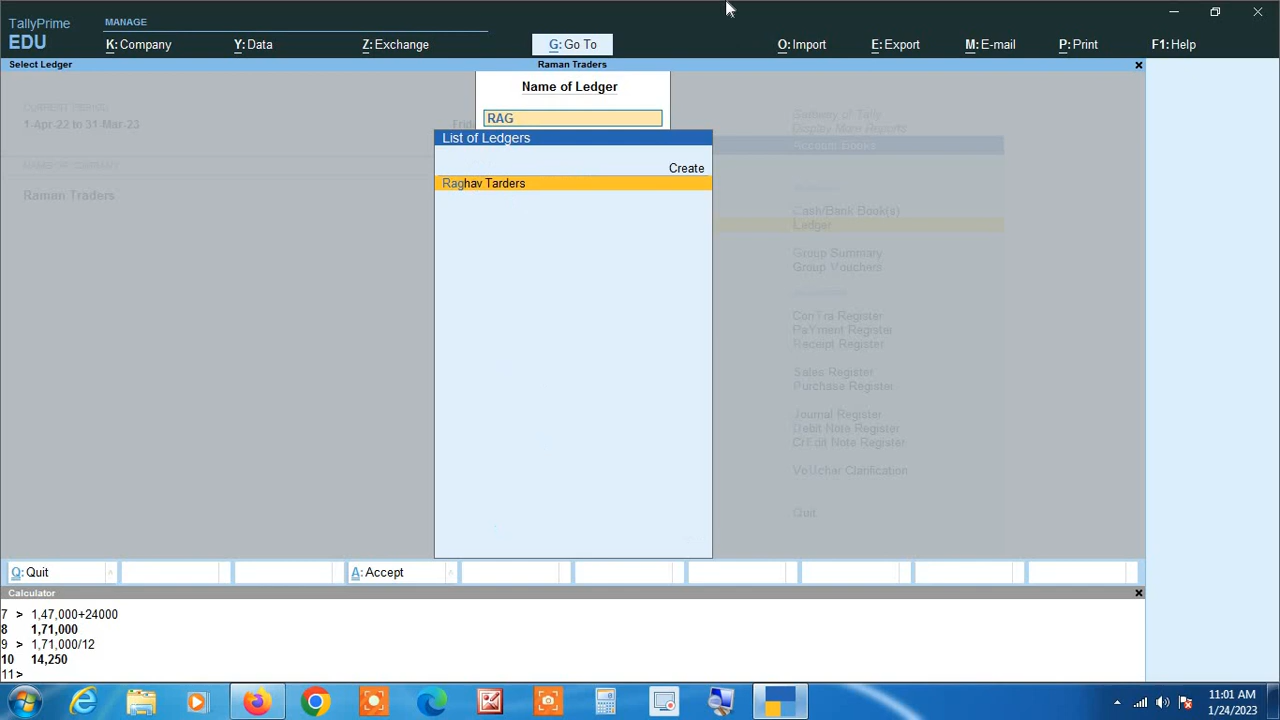 TallyPrime
EDU
MANAGE
K: Company
Y: Data
Z: Exchange
G: Go To
O: Import
E: Export
M: E-mail
P: Print
F1: Help
Select Ledger
Raman Traders
CURRENT PERIOD
1-Apr-22 to 31-Mar-23
NAME OF COMPANY
Raman Traders
Name of Ledger
RAG
List of Ledgers
Create
Raghav Tarders
Gateway of Tally
Display More Reports
Account Books
Cash/Bank Book(s)
Ledger
Group Summary
Group Vouchers
ConTra Register
PaYment Register
Receipt Register
Sales Register
Purchase Register
Journal Register
Debit Note Register
CrEdit Note Register
VoUcher Clarification
Quit
Q: Quit
A: Accept
Calculator
7 > 1,47,000+24000
8 1,71,000
9 > 1,71,000/12
10 14,250
11>
11:01 AM
1/24/2023